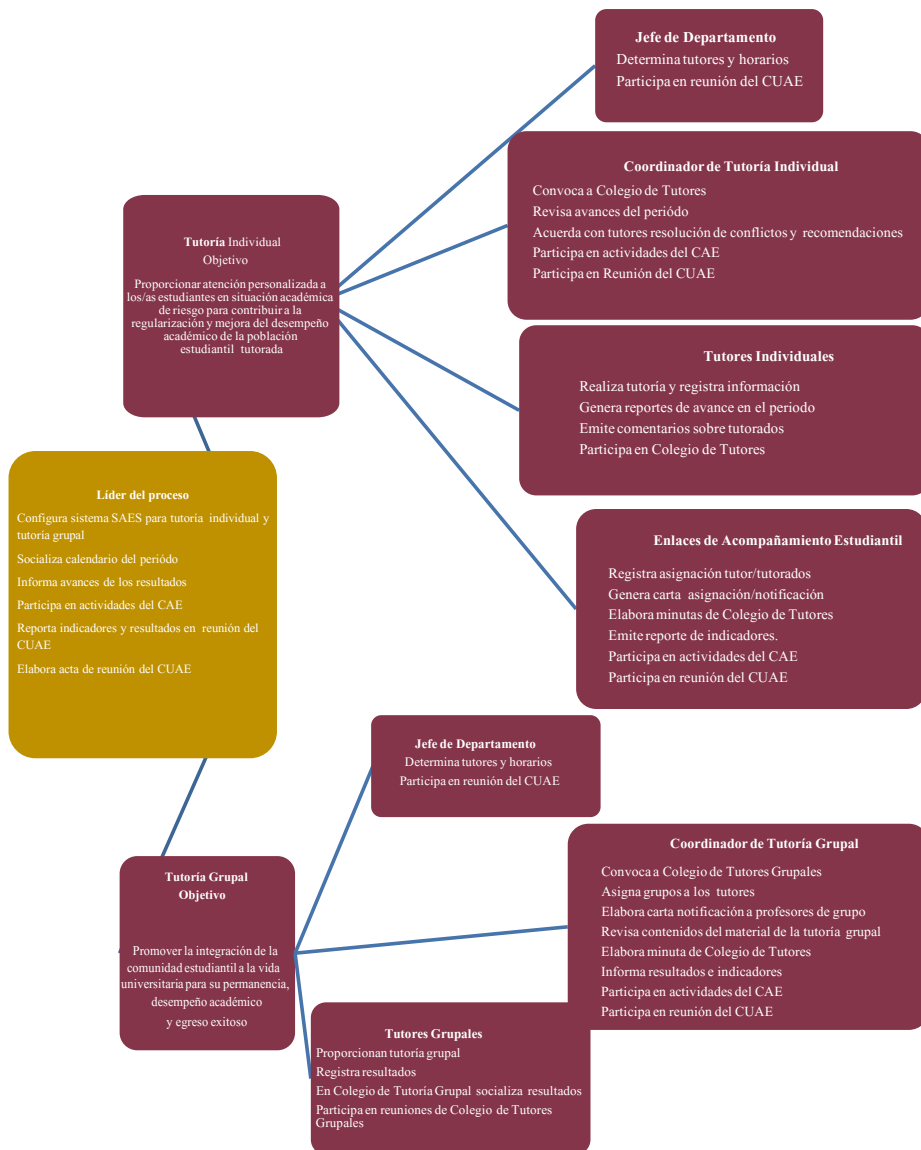 Jefe de Departamento
Determina tutores y horarios
Participa en reunión del CUAE
Coordinador de Tutoría Individual
Convoca a Colegio de Tutores
Revisa avances del periódo
Acuerda con tutores resolución de conflictos y recomendaciones
Participa en actividades del CAE
Participa en Reunión del CUAE
Tutoría Individual
Objetivo
Proporcionar atención personalizada a
los/as estudiantes en situación académica
de riesgo para contribuir a la
regularización y mejora del desempeño
académico de la población
estudiantil tutorada
Tutores Individuales
Realiza tutoría y registra información
Genera reportes de avance en el periodo
Emite comentarios sobre tutorados
Participa en Colegio de Tutores
Líder del proceso
Configura sistema SAES para tutoría individual y
tutoría grupal
Socializa calendario del periódo
Informa avances de los resultados
Participa en actividades del CAE
Reporta indicadores y resultados en reunión del
CUAE
Elabora acta de reunión del CUAE
Enlaces de Acompañamiento Estudiantil
Registra asignación tutor/tutorados
Genera carta asignación/notificación
Elabora minutas de Colegio de Tutores
Emite reporte de indicadores.
Participa en actividades del CAE
Participa en reunión del CUAE
Jefe de Departamento
Determina tutores y horarios
Participa en reunión del CUAE
Coordinador de Tutoría Grupal
Convoca a Colegio de Tutores Grupales
Asigna grupos a los tutores
Elabora carta notificación a profesores de grupo
Revisa contenidos del material de la tutoría grupal
Elabora minuta de Colegio de Tutores
Informa resultados e indicadores
Participa en actividades del CAE
Participa en reunión del CUAE
Tutoría Grupal
Objetivo
Promover la integración de la
comunidad estudiantil a la vida
universitaria para su permanencia,
desempeño académico
y egreso exitoso
Tutores Grupales
Proporcionan tutoría grupal
Registra resultados
En Colegio de Tutoría Grupal socializa resultados
Participa en reuniones de Colegio de Tutores
Grupales